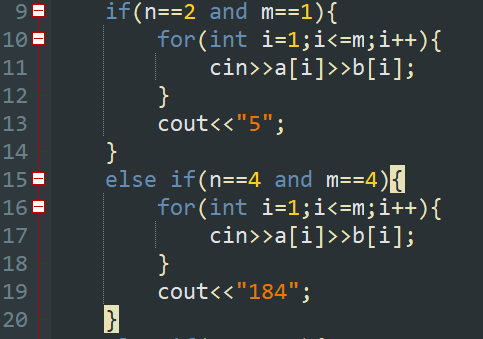 9 if(n==2 and m==1){
10 for(int i=1;i<=m;i++){
11 cin>>a[i]>>b[i];
12 }
13 cout<<"5";
14 }
15 else if(n==4 and m==4){
16 for(int i=1;i<=m;i++){
17 cin>>a[i]>>b[i];
18 }
19 cout<<"184";
20 }